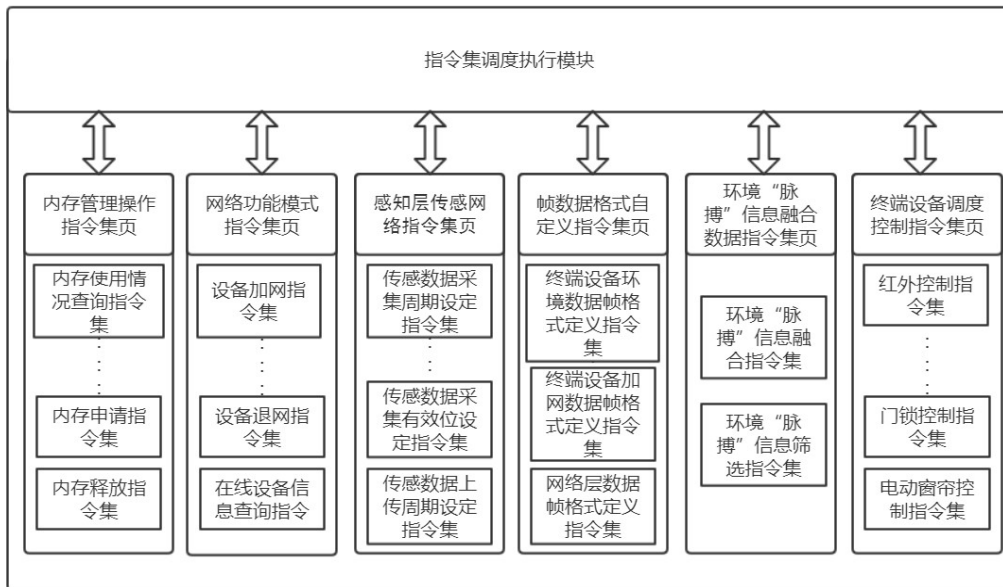 指令集调度执行模块
内存管理操作
指令集页
内存使用情
况查询指令
集
内存申请指
令集
内存释放指
令集
网络功能模式
指令集页
设备加网指
令集
设备退网指
令集
在线设备信
息查询指令
感知层传感网
络指令集页
传感数据采
集周期设定
指令集
传感数据采
集有效位设
定指令集
传感数据上
传周期设定
指令集
帧数据格式自
定义指令集页
终端设备环
境数据帧格
式定义指令
集
终端设备加
网数据帧格
式定义指令
集
网络层数据
帧格式定义
指令集
环境“脉
搏”信息融合
数据指令集页
环境“脉
搏”信息融
合指令集
环境“脉
搏”信息筛
选指令集
终端设备调度
控制指令集页
红外控制指
令集
门锁控制指
令集
电动窗帘控
制指令集